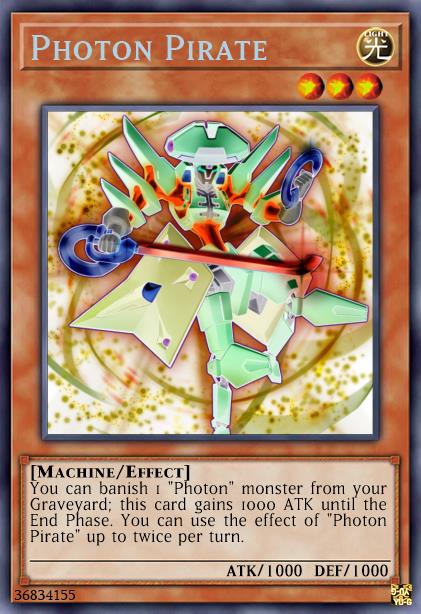 PHOTON PIRATE
LIGHT
光
[MACHINE/EFFECT]
You can banish 1 "Photon" monster from your
Graveyard; this card gains 1000 ATK until the
End Phase. You can use the effect of "Photon
Pirate" up to twice per turn.
ATK/1000 DEF/1000
36834155